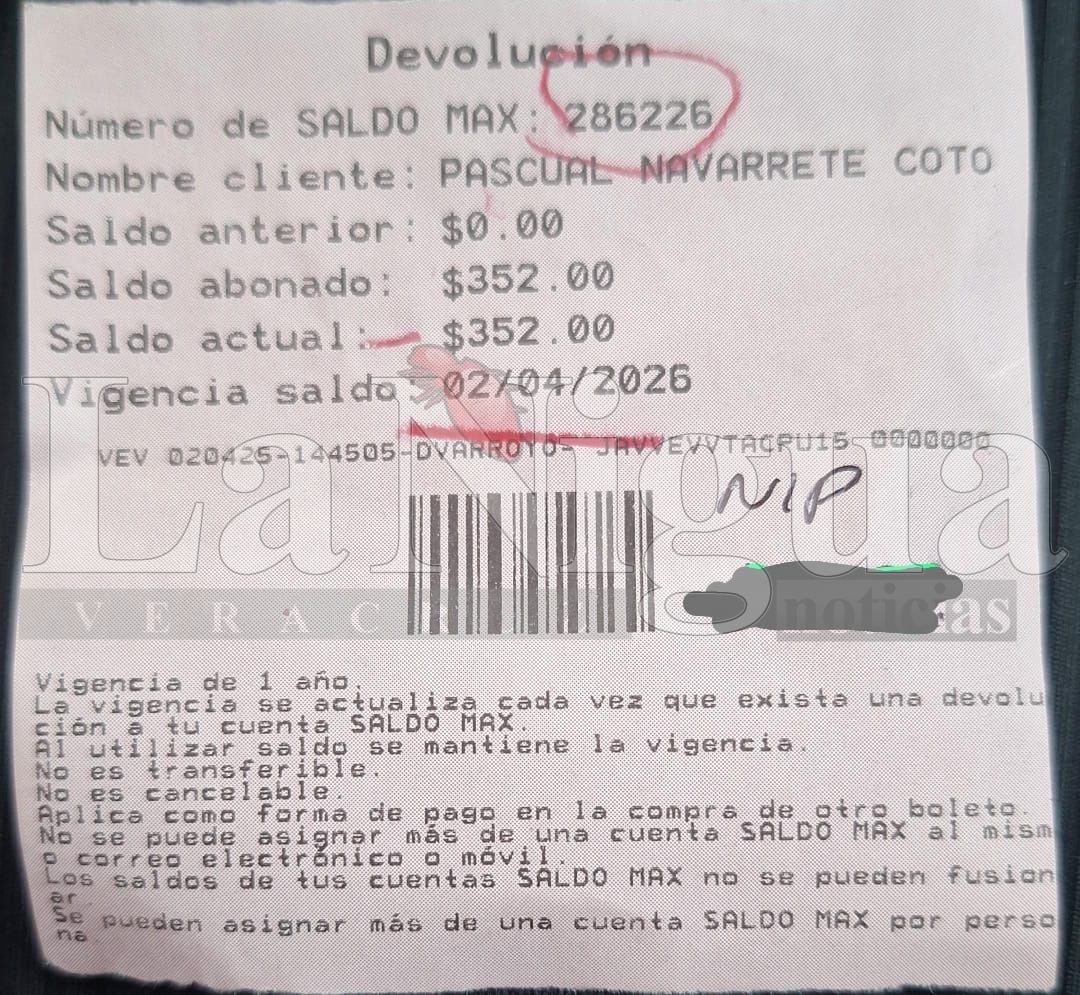 Devolución
Número de SALDO MAX: 286226
Nombre cliente: PASCUAL NAVARRETE COTO
Saldo anterior: $0.00
Saldo abonado: $352.00
Saldo actual: $352.00
Vigencia saldo: 02/04/2026
VEV 020425-144505-DVARROYO- JAVVEVVTACPU15 0000000
NIP
LaNigua
VERACRUZ
noticias
Vigencia de 1 año.
La vigencia se actualiza cada vez que exista una devolu
ción a tu cuenta SALDO MAX.
Al utilizar saldo se mantiene la vigencia.
No es transferible.
No es cancelable.
Aplica como forma de pago en la compra de otro boleto.
No se puede asignar más de una cuenta SALDO MAX al mism
o correo electrónico o móvil.
Los saldos de tus cuentas SALDO MAX no se pueden fusion
ar.
Se pueden asignar más de una cuenta SALDO MAX por perso
na.